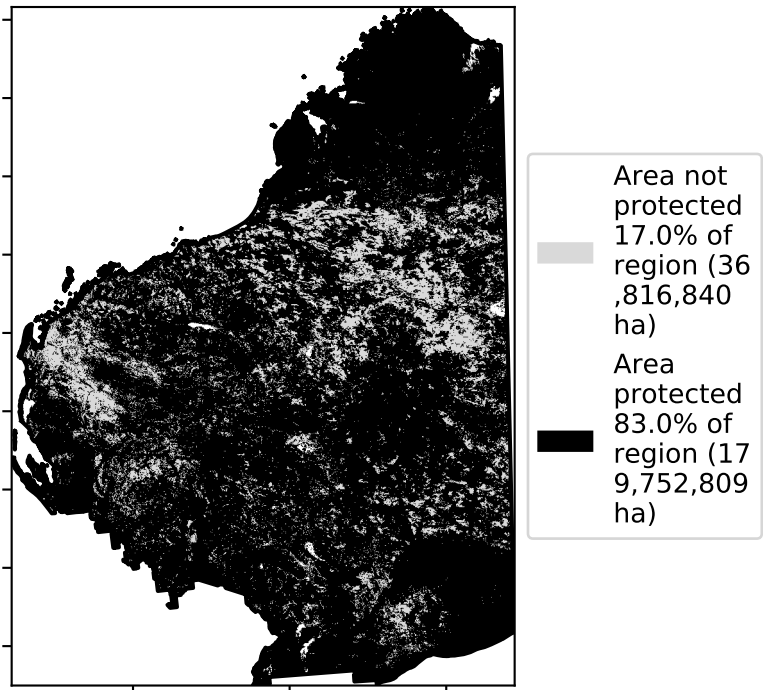 Area not
protected
17.0% of
region (36
,816,840
ha)
Area
protected
83.0% of
region (17
9,752,809
ha)